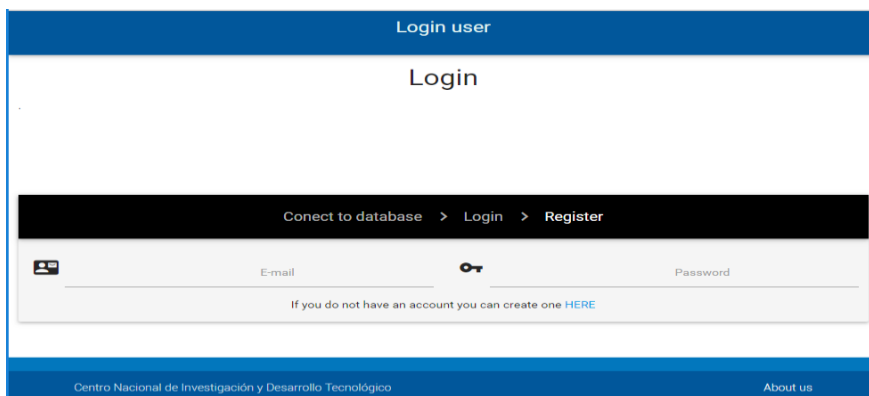 Login user
Login
Conect to database > Login > Register
E-mail Password
If you do not have an account you can create one HERE
Centro Nacional de Investigación y Desarrollo Tecnológico About us